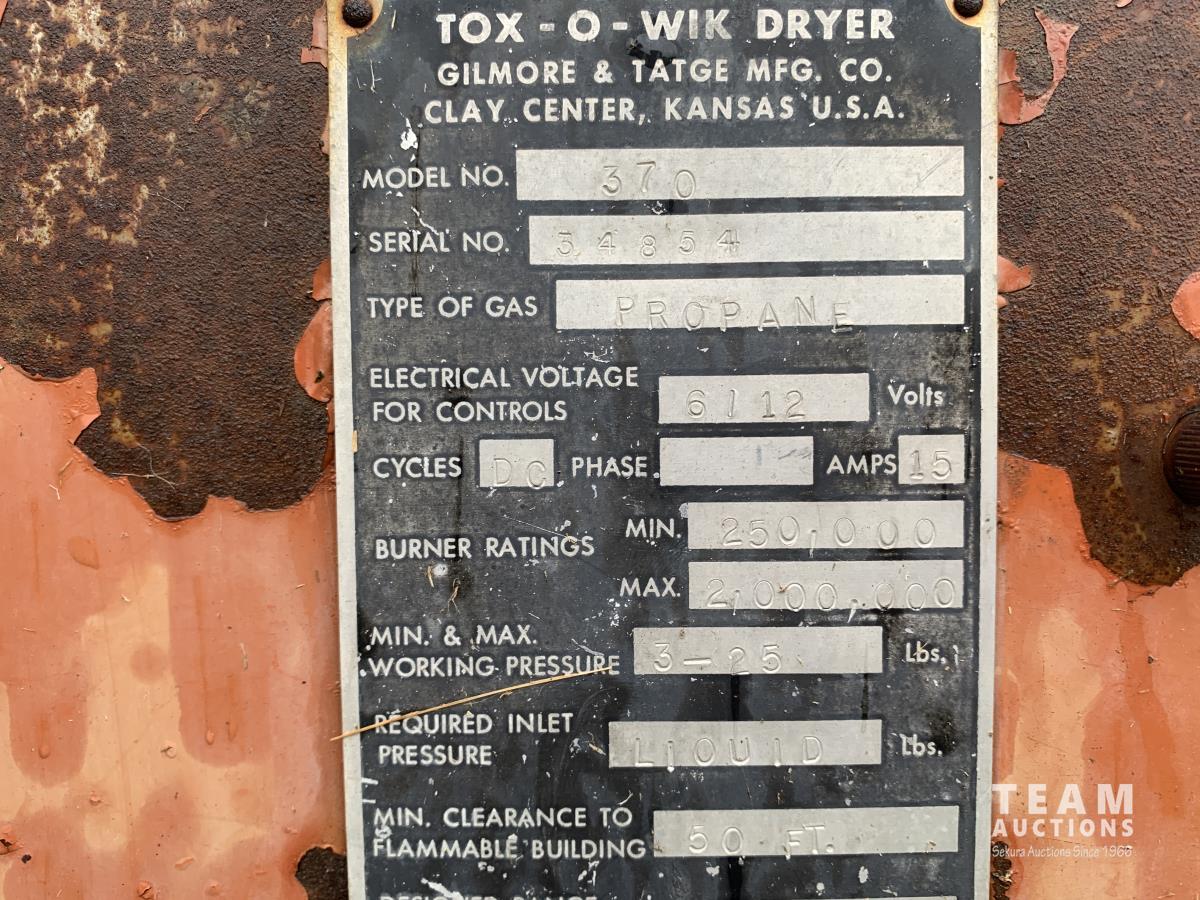 TOX-O-WIK DRYER
GILMORE & TATGE MFG. CO.
CLAY CENTER, KANSAS U.S.A.
MODEL NO. 370
SERIAL NO. 34854
TYPE OF GAS PROPANE
ELECTRICAL VOLTAGE
FOR CONTROLS 6/12 Volts
CYCLES DC PHASE AMPS 15
BURNER RATINGS MIN. 250,000
MAX. 2,000,000
MIN. & MAX.
WORKING PRESSURE 3-25 Lbs.
REQUIRED INLET
PRESSURE LIQUID Lbs.
MIN. CLEARANCE TO
FLAMMABLE BUILDING 50 FT.
TEAM
AUCTIONS
Sekura Auctions Since 1966